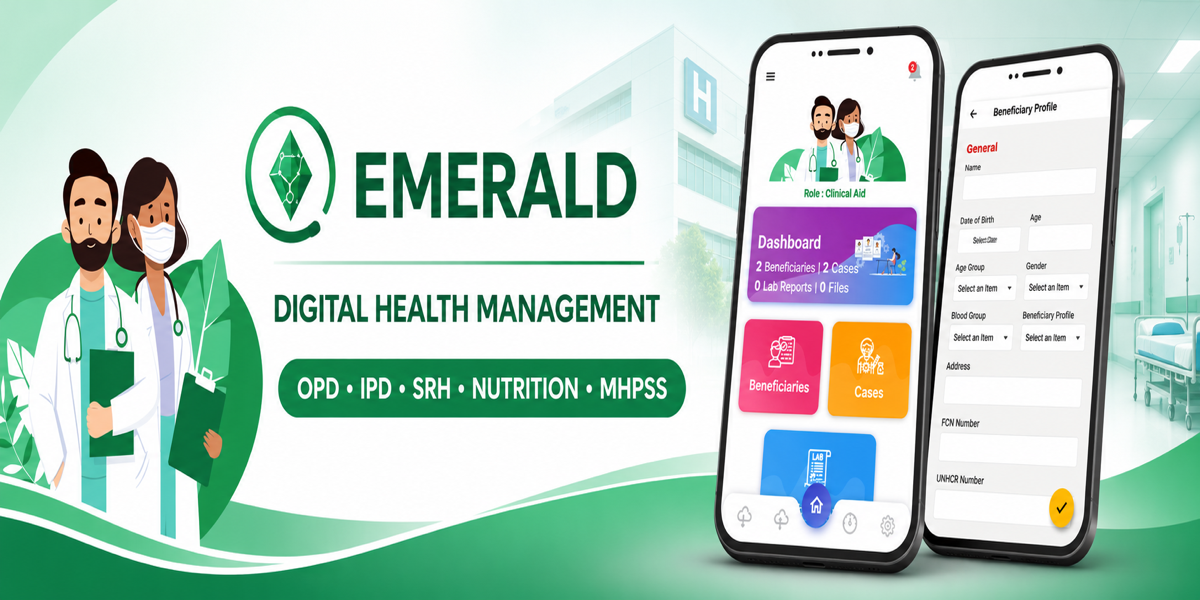 EMERALD
DIGITAL HEALTH MANAGEMENT
OPD • IPD • SRH • NUTRITION • MHPSS
H
2
Role : Clinical Aid
Dashboard
2 Beneficiaries | 2 Cases
0 Lab Reports | 0 Files
Beneficiaries
Cases
LAB
Beneficiary Profile
General
Name
Date of Birth
Age
Select Date
Age Group
Gender
Select an Item
Select an Item
Blood Group
Beneficiary Profile
Select an Item
Select an Item
Address
FCN Number
UNHCR Number